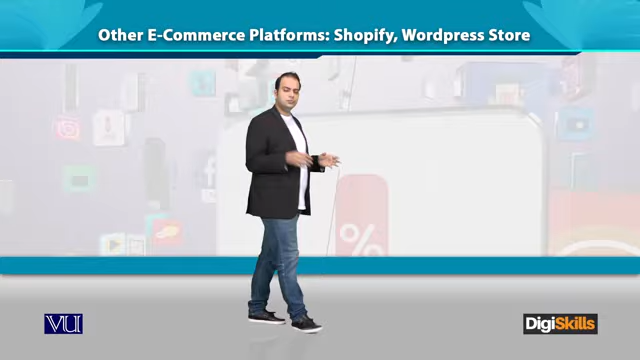 Other E-Commerce Platforms: Shopify, Wordpress Store
%
VU
DigiSkills